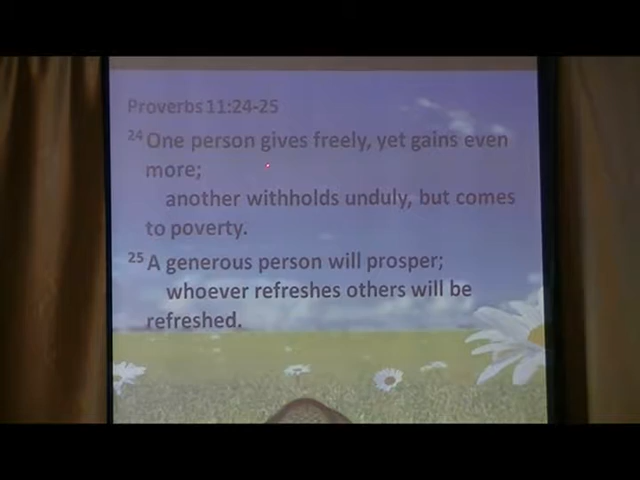 Proverbs 11:24-25
24 One person gives freely, yet gains even
more;
another withholds unduly, but comes
to poverty.
25 A generous person will prosper;
whoever refreshes others will be
refreshed.